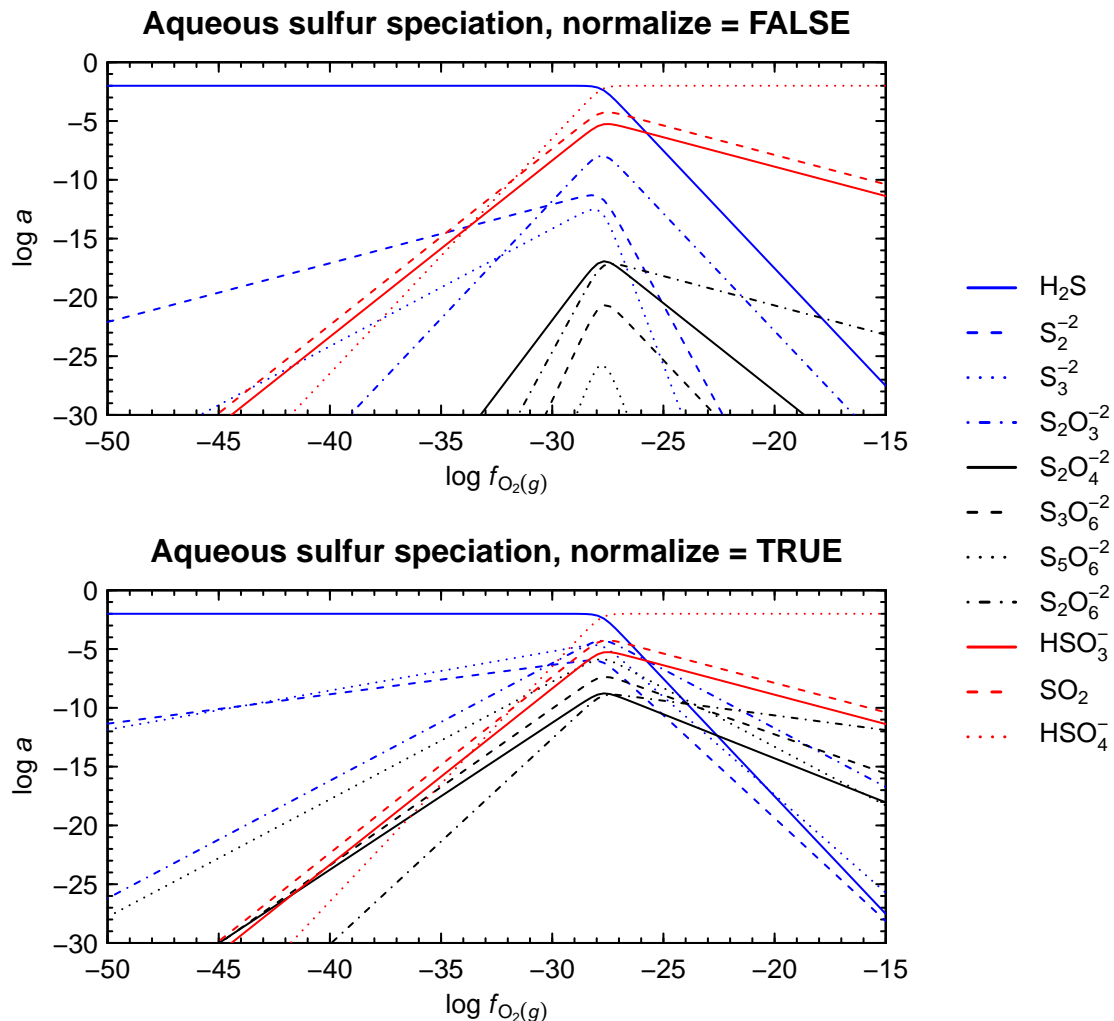 Aqueous sulfur speciation, normalize = FALSE
0
−5
−10
−15
−20
−25
−30
log a
−50 −45 −40 −35 −30 −25 −20 −15
log fO₂(g)
Aqueous sulfur speciation, normalize = TRUE
0
−5
−10
−15
−20
−25
−30
log a
−50 −45 −40 −35 −30 −25 −20 −15
log fO₂(g)
H₂S
S₂⁻²
S₃⁻²
S₂O₃⁻²
S₂O₄⁻²
S₃O₆⁻²
S₅O₆⁻²
S₂O₆⁻²
HSO₃⁻
SO₂
HSO₄⁻